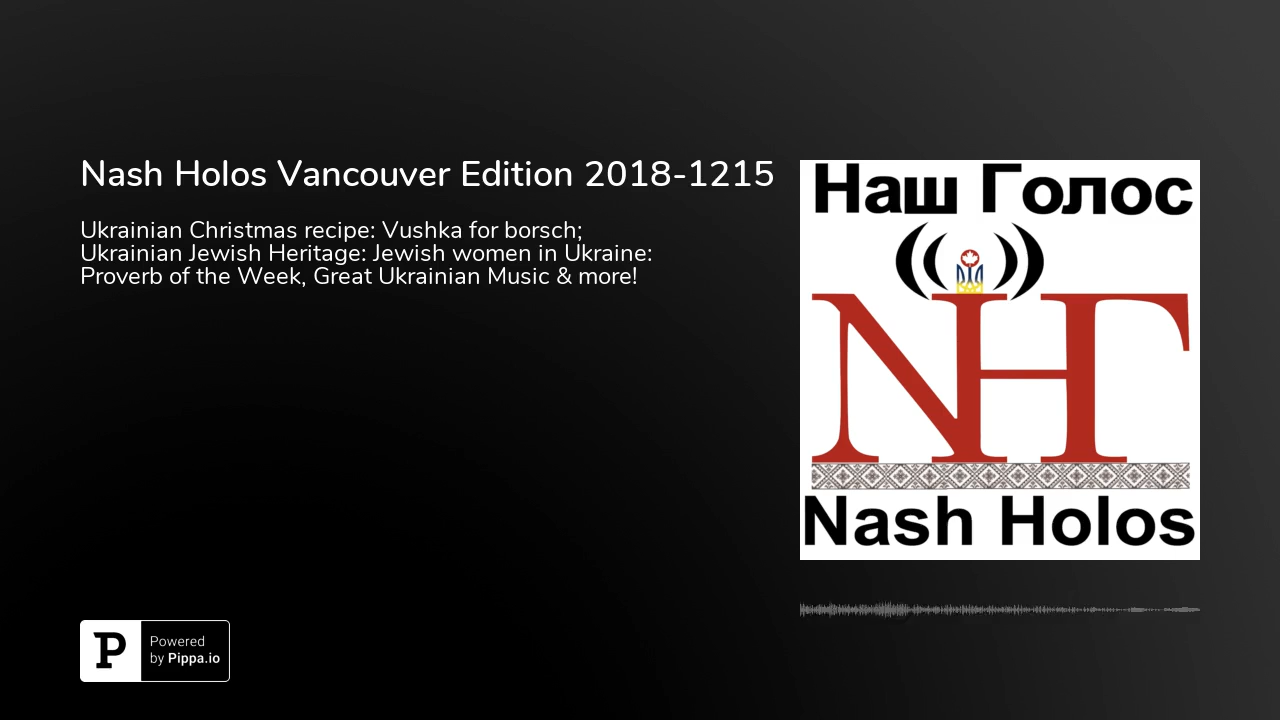 Nash Holos Vancouver Edition 2018-1215
Ukrainian Christmas recipe: Vushka for borsch;
Ukrainian Jewish Heritage: Jewish women in Ukraine:
Proverb of the Week, Great Ukrainian Music & more!
Наш Голос
NHГ
Nash Holos
P
Powered
by Pippa.io